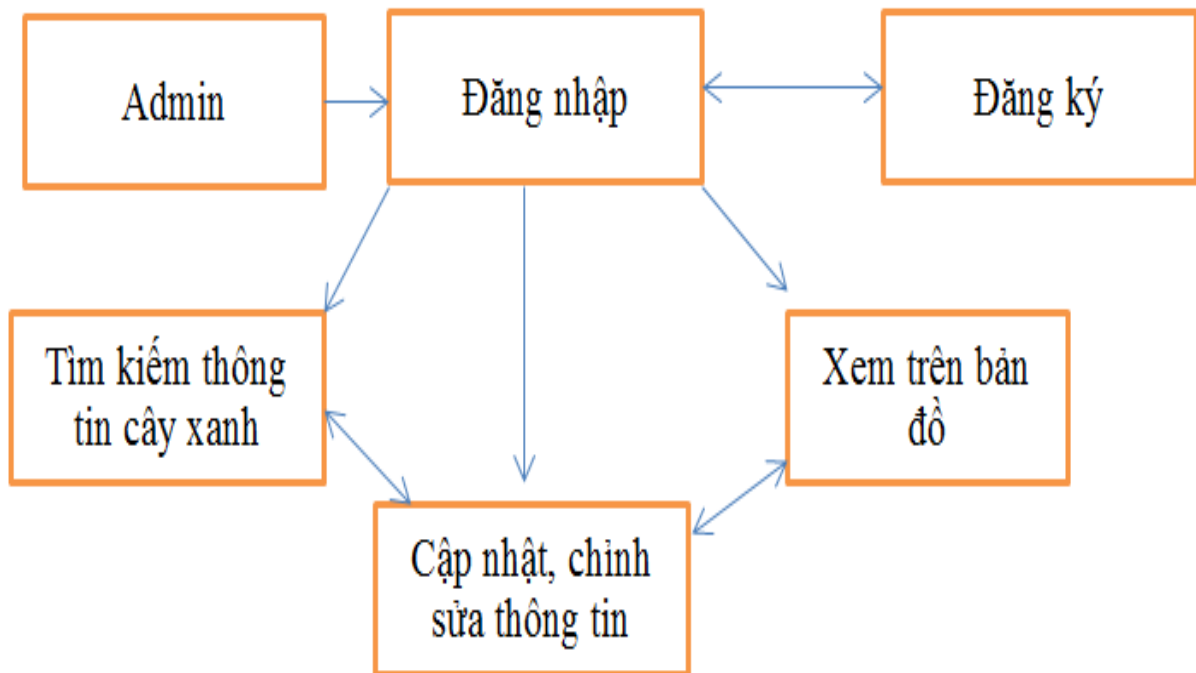 Admin
Đăng nhập
Đăng ký
Tìm kiếm thông
tin cây xanh
Xem trên bản
đồ
Cập nhật, chỉnh
sửa thông tin